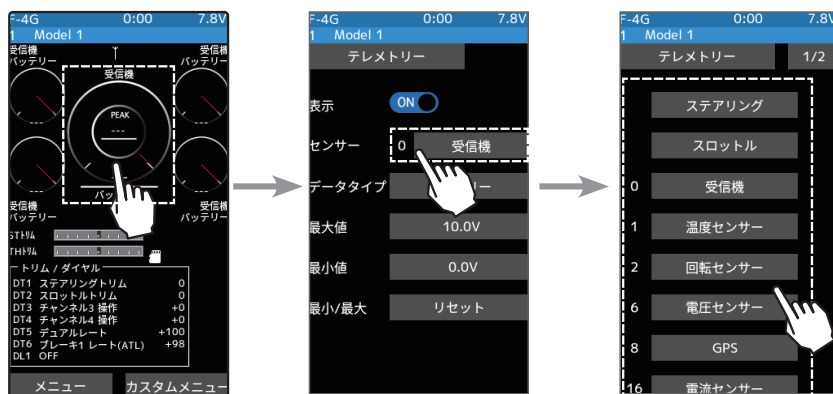 F-4G 0:00 7.8V
1 Model 1
受信機
バッテリー
受信機
バッテリー
受信機
PEAK
---
---
バッ
受信機
バッテリー
受信機
バッテリー
STﾄﾘﾑ
THﾄﾘﾑ
トリム / ダイヤル
DT1 ステアリングトリム 0
DT2 スロットルトリム 0
DT3 チャンネル3 操作 +0
DT4 チャンネル4 操作 +0
DT5 デュアルレート +100
DT6 ブレーキ1 レート(ATL) +98
DL1 OFF
メニュー カスタムメニュー
F-4G 0:00 7.8V
1 Model 1
テレメトリー
表示 ON
センサー 0 受信機
データタイプ ー
最大値 10.0V
最小値 0.0V
最小/最大 リセット
F-4G 0:00 7.8V
1 Model 1
テレメトリー 1/2
ステアリング
スロットル
0 受信機
1 温度センサー
2 回転センサー
6 電圧センサー
8 GPS
16 電流センサー